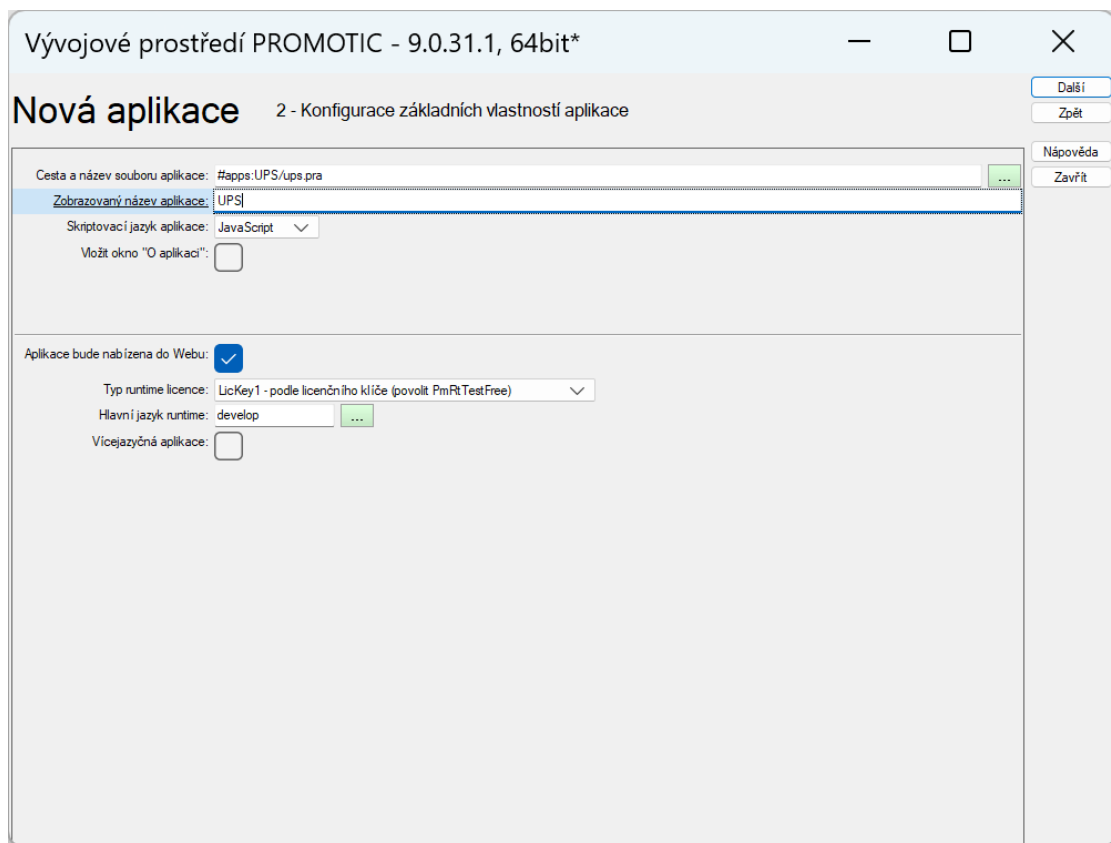 Vývojové prostředí PROMOTIC - 9.0.31.1, 64bit*
Nová aplikace 2 - Konfigurace základních vlastností aplikace
Další
Zpět
Nápověda
Zavřít
Cesta a název souboru aplikace: #apps:UPS/ups.pra ...
Zobrazovaný název aplikace: UPS
Skriptovací jazyk aplikace: JavaScript
Vložit okno "O aplikaci":
Aplikace bude nabízena do Webu:
Typ runtime licence: LicKey1 - podle licenčního klíče (povolit PmRtTestFree)
Hlavní jazyk runtime: develop ...
Vícejazyčná aplikace: